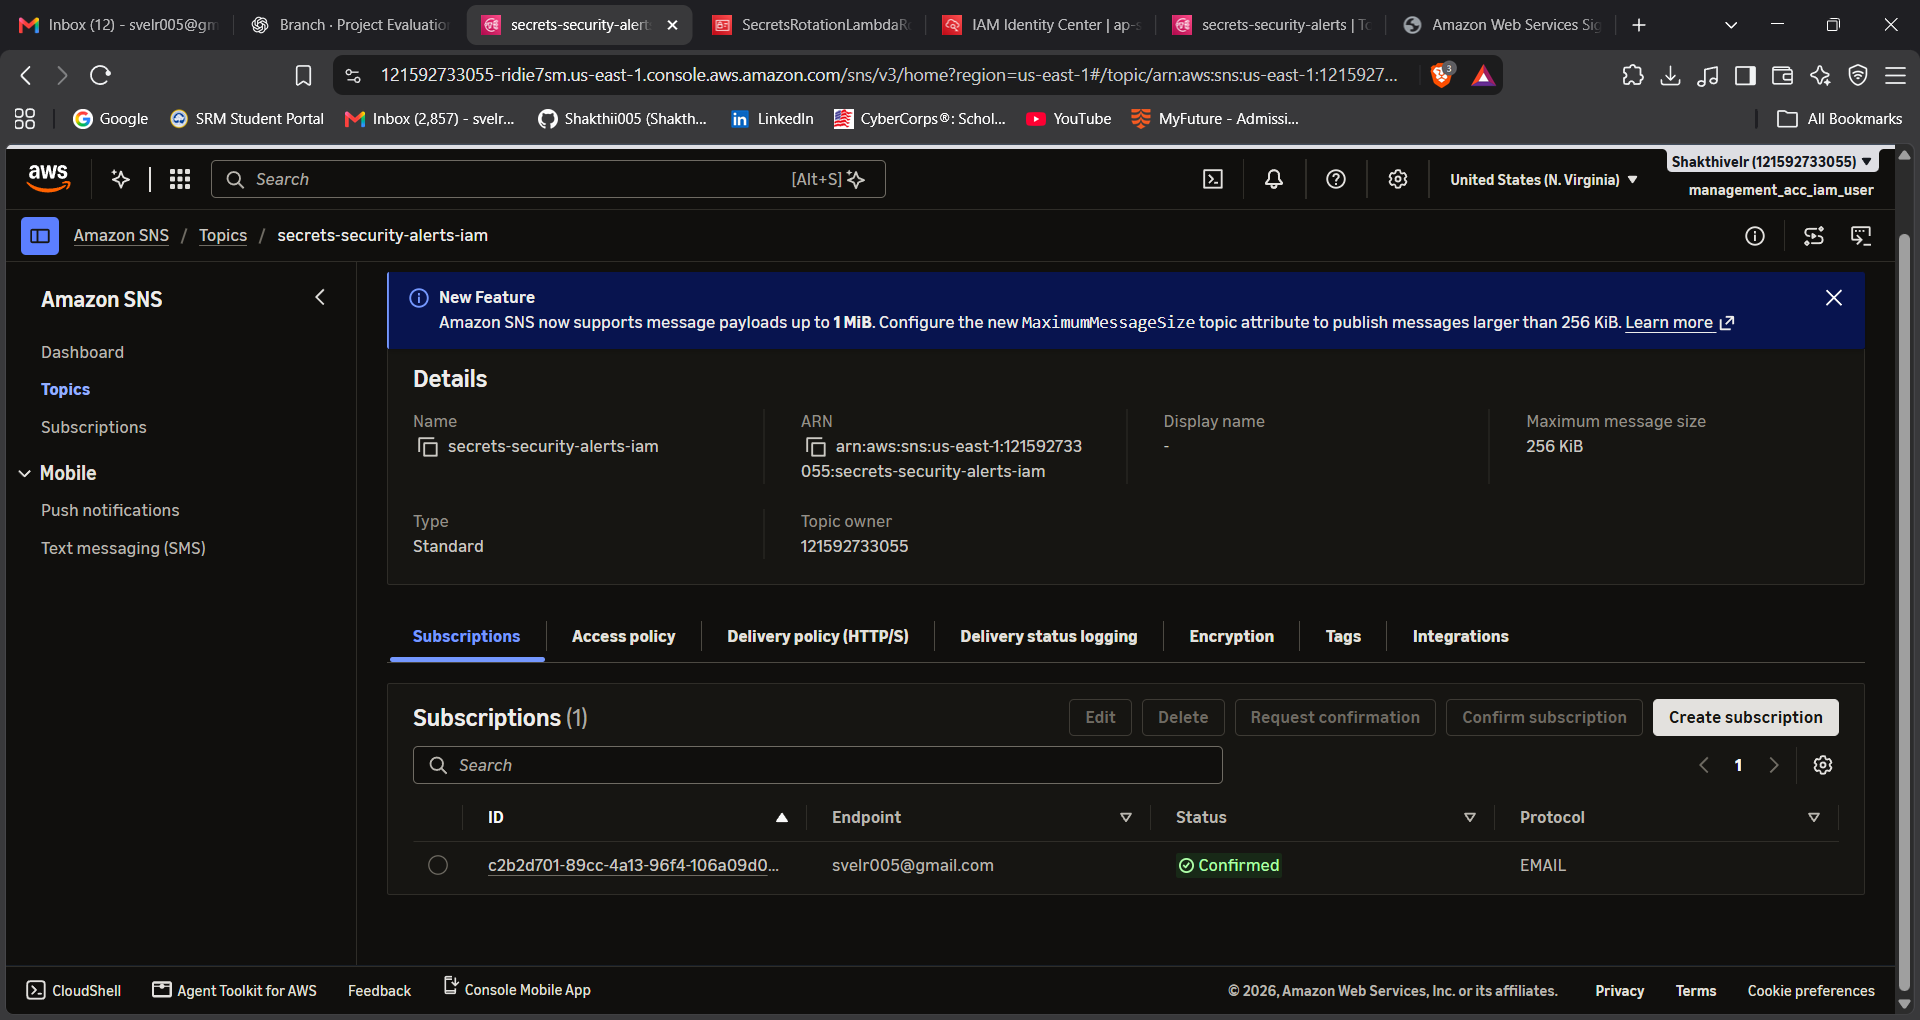 Inbox (12) - svelr005@gm
Branch · Project Evaluatio
secrets-security-alert
SecretsRotationLambdaR
IAM Identity Center | ap-s
secrets-security-alerts | To
Amazon Web Services Sig
121592733055-ridie7sm.us-east-1.console.aws.amazon.com/sns/v3/home?region=us-east-1#/topic/arn:aws:sns:us-east-1:1215927...
3
Google
SRM Student Portal
Inbox (2,857) - svelr...
Shakthii005 (Shakth...
LinkedIn
CyberCorps®: Schol...
YouTube
MyFuture - Admissi...
All Bookmarks
aws
Search
[Alt+S]
United States (N. Virginia)
Shakthivelr (121592733055)
management_acc_iam_user
Amazon SNS / Topics / secrets-security-alerts-iam
Amazon SNS
Dashboard
Topics
Subscriptions
Mobile
Push notifications
Text messaging (SMS)
New Feature
Amazon SNS now supports message payloads up to 1 MiB. Configure the new MaximumMessageSize topic attribute to publish messages larger than 256 KiB. Learn more
Details
Name
secrets-security-alerts-iam
ARN
arn:aws:sns:us-east-1:121592733
055:secrets-security-alerts-iam
Display name
-
Maximum message size
256 KiB
Type
Standard
Topic owner
121592733055
Subscriptions
Access policy
Delivery policy (HTTP/S)
Delivery status logging
Encryption
Tags
Integrations
Subscriptions (1)
Edit
Delete
Request confirmation
Confirm subscription
Create subscription
Search
1
ID
Endpoint
Status
Protocol
c2b2d701-89cc-4a13-96f4-106a09d0...
svelr005@gmail.com
Confirmed
EMAIL
CloudShell
Agent Toolkit for AWS
Feedback
Console Mobile App
© 2026, Amazon Web Services, Inc. or its affiliates.
Privacy
Terms
Cookie preferences